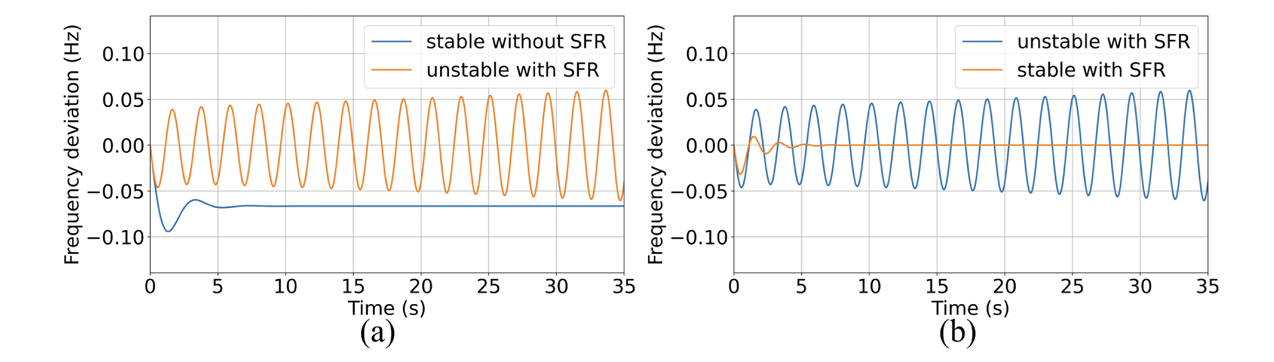 Frequency deviation (Hz)
0.10
0.05
0.00
−0.05
−0.10
stable without SFR
unstable with SFR
0 5 10 15 20 25 30 35
Time (s)
(a)
Frequency deviation (Hz)
0.10
0.05
0.00
−0.05
−0.10
unstable with SFR
stable with SFR
0 5 10 15 20 25 30 35
Time (s)
(b)